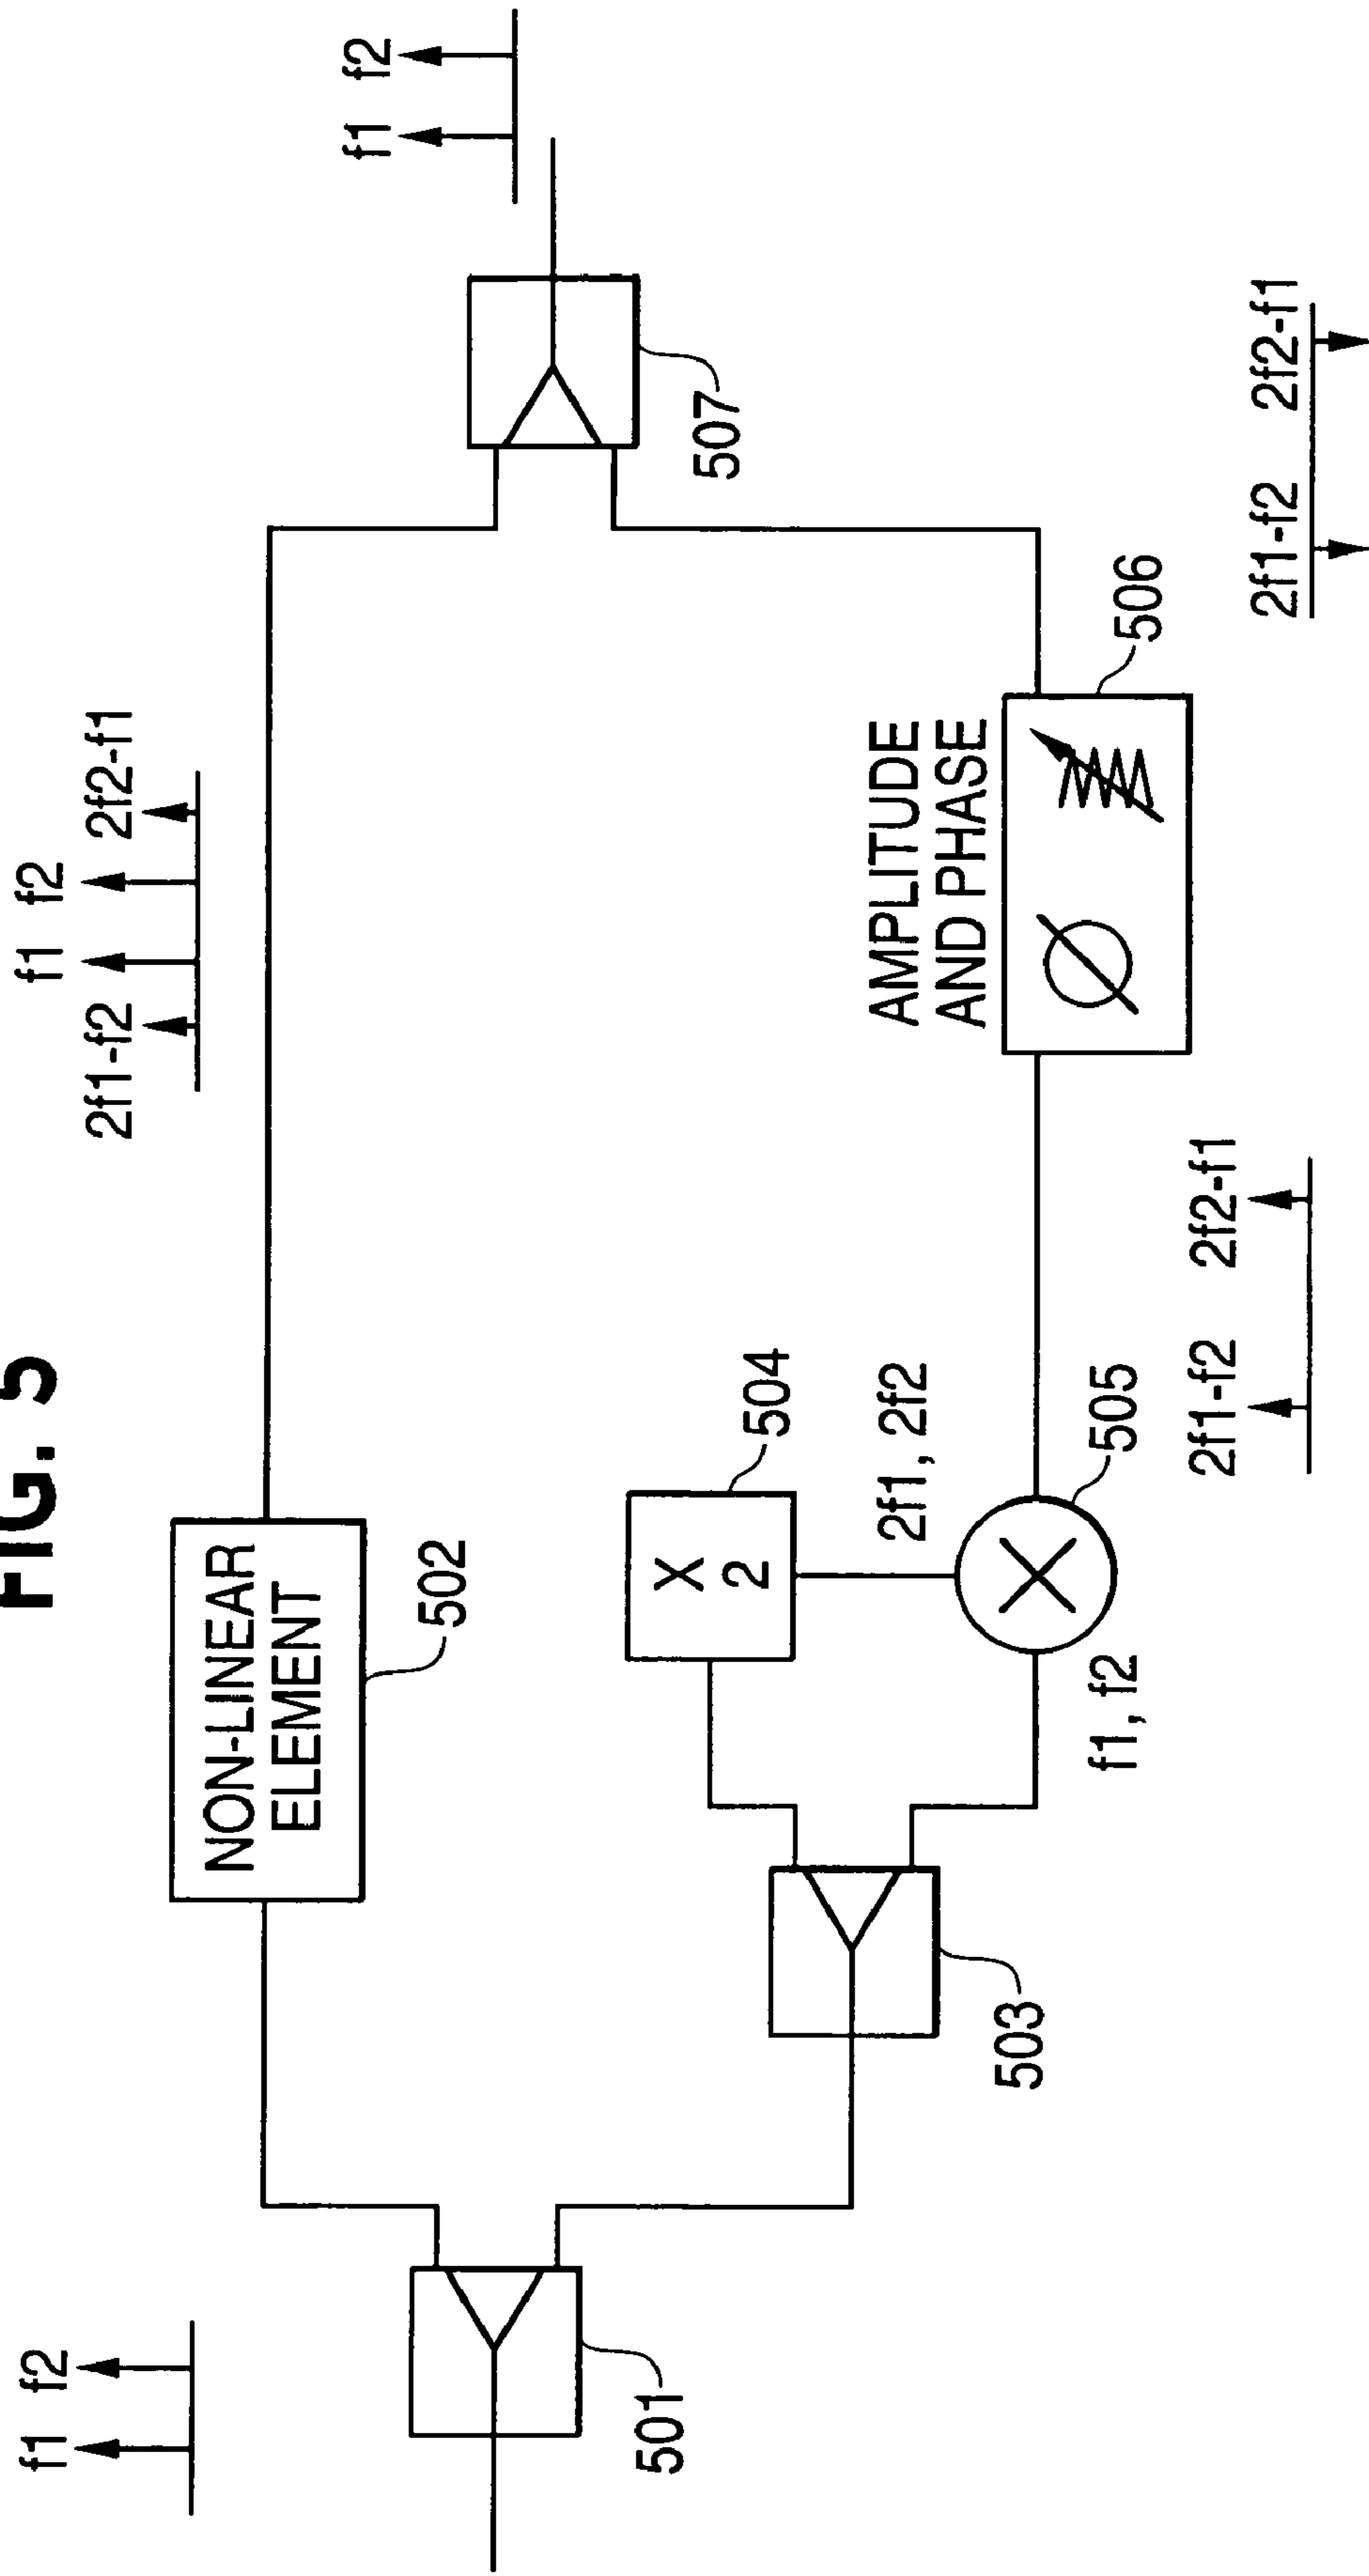 FIG. 5
f1 f2
501
NON-LINEAR
ELEMENT
502
2f1-f2 f1 f2 2f2-f1
503
X
2
504
2f1, 2f2
f1, f2
505
2f1-f2 2f2-f1
AMPLITUDE
AND PHASE
506
2f1-f2 2f2-f1
507
f1 f2